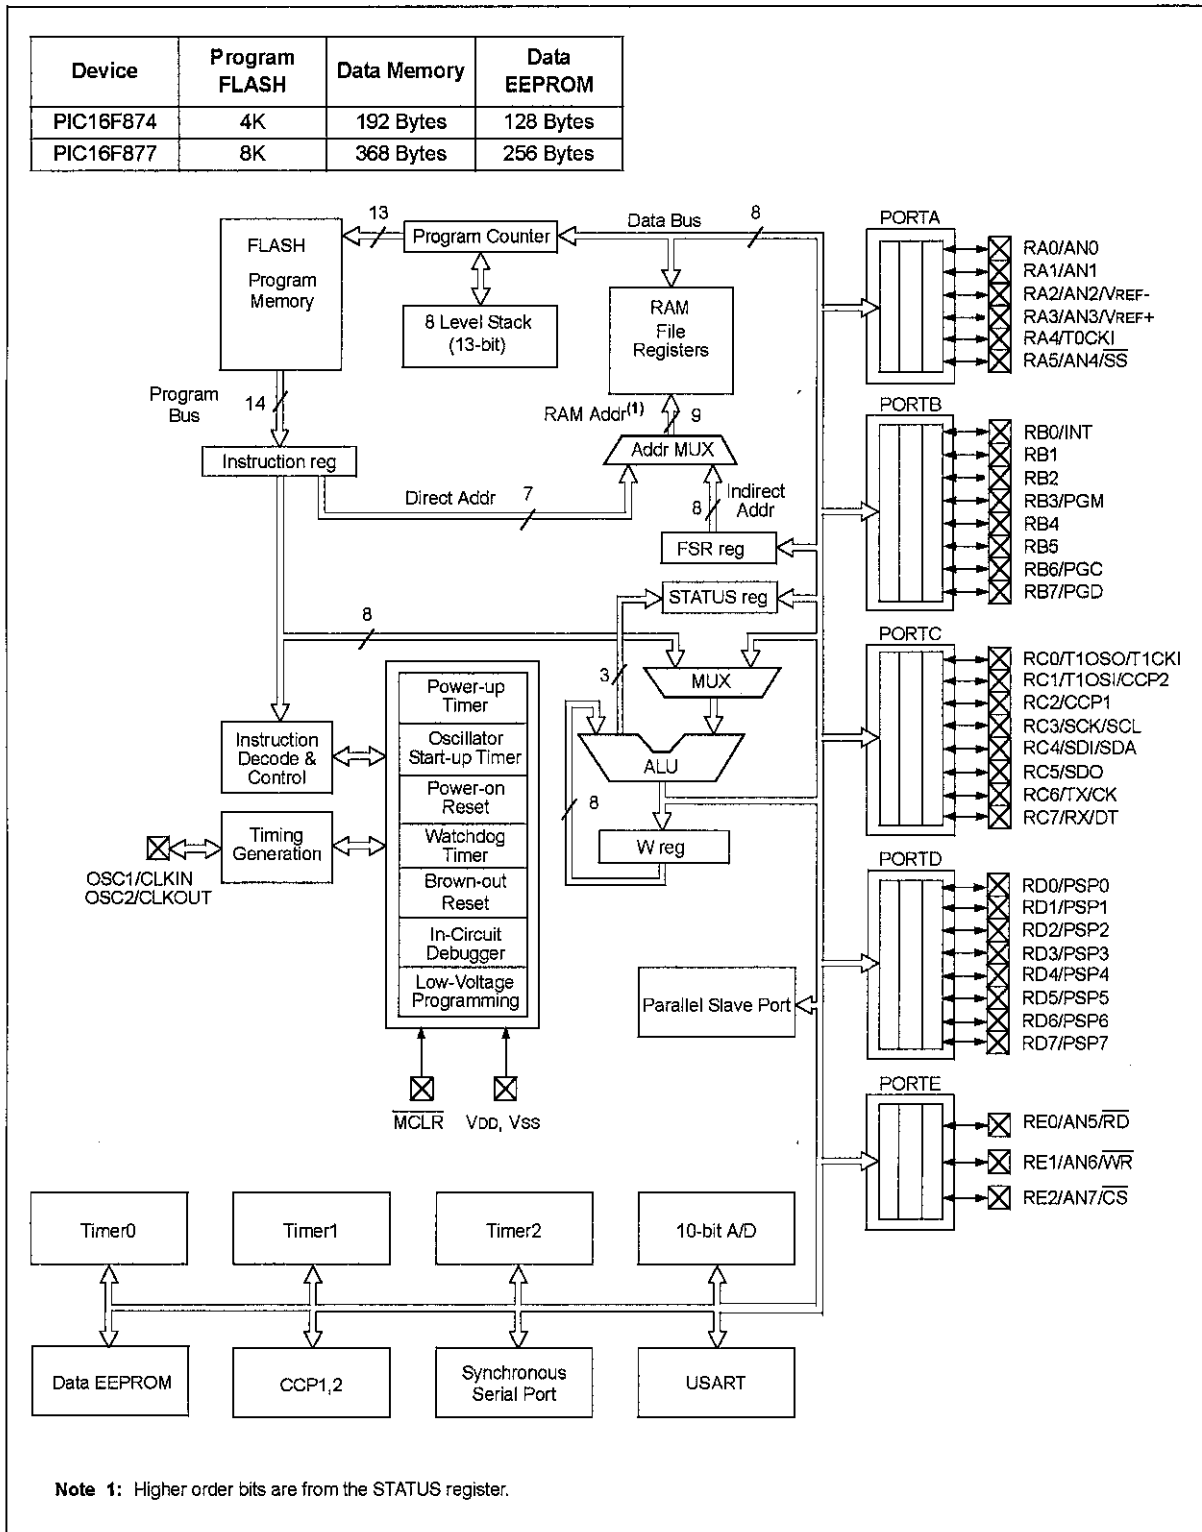 Device Program FLASH Data Memory Data EEPROM
PIC16F874 4K 192 Bytes 128 Bytes
PIC16F877 8K 368 Bytes 256 Bytes
13
Program Counter
Data Bus
8
FLASH
Program
Memory
8 Level Stack
(13-bit)
RAM
File
Registers
Program
Bus
14
RAM Addr(1)
9
Addr MUX
Instruction reg
Direct Addr
7
8
Indirect
Addr
FSR reg
STATUS reg
8
3
MUX
ALU
8
W reg
Power-up
Timer
Oscillator
Start-up Timer
Power-on
Reset
Watchdog
Timer
Brown-out
Reset
In-Circuit
Debugger
Low-Voltage
Programming
Instruction
Decode &
Control
Timing
Generation
OSC1/CLKIN
OSC2/CLKOUT
MCLR
VDD, VSS
Parallel Slave Port
PORTA
RA0/AN0
RA1/AN1
RA2/AN2/VREF-
RA3/AN3/VREF+
RA4/T0CKI
RA5/AN4/SS
PORTB
RB0/INT
RB1
RB2
RB3/PGM
RB4
RB5
RB6/PGC
RB7/PGD
PORTC
RC0/T1OSO/T1CKI
RC1/T1OSI/CCP2
RC2/CCP1
RC3/SCK/SCL
RC4/SDI/SDA
RC5/SDO
RC6/TX/CK
RC7/RX/DT
PORTD
RD0/PSP0
RD1/PSP1
RD2/PSP2
RD3/PSP3
RD4/PSP4
RD5/PSP5
RD6/PSP6
RD7/PSP7
PORTE
RE0/AN5/RD
RE1/AN6/WR
RE2/AN7/CS
Timer0
Timer1
Timer2
10-bit A/D
Data EEPROM
CCP1,2
Synchronous
Serial Port
USART
Note 1: Higher order bits are from the STATUS register.